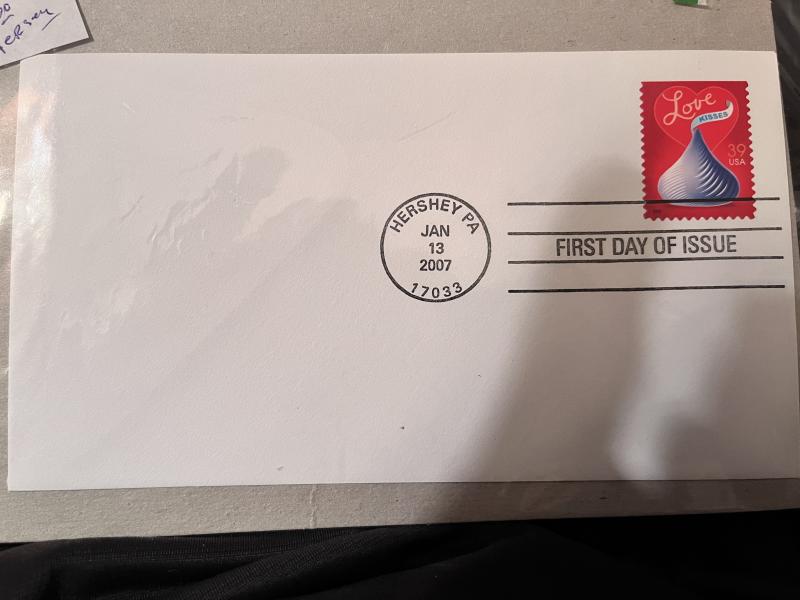 Love
KISSES
39
USA
HERSHEY PA
JAN
13
2007
17033
FIRST DAY OF ISSUE